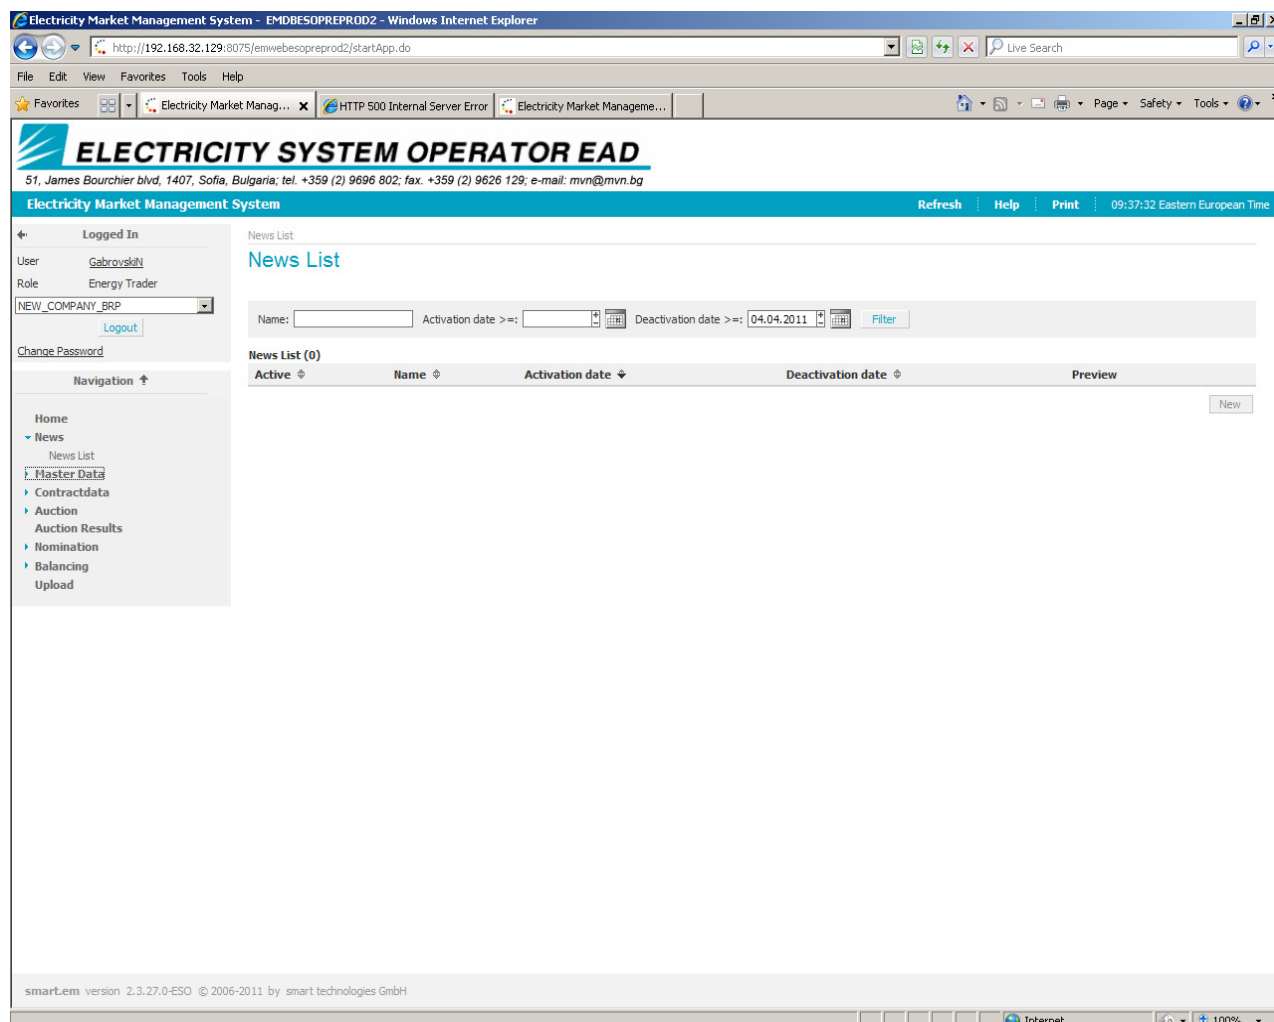 Electricity Market Management System - EMDBESOPREPROD2 - Windows Internet Explorer
http://192.168.32.129:8075/emwebesopreprod2/startApp.do
Live Search
File Edit View Favorites Tools Help
Favorites
Electricity Market Manag...
HTTP 500 Internal Server Error
Electricity Market Manageme...
Page Safety Tools
ELECTRICITY SYSTEM OPERATOR EAD
51, James Bourchier blvd, 1407, Sofia, Bulgaria; tel. +359 (2) 9696 802; fax. +359 (2) 9626 129; e-mail: mvn@mvn.bg
Electricity Market Management System
Refresh Help Print 09:37:32 Eastern European Time
Logged In
User GabrovskiN
Role Energy Trader
NEW_COMPANY_BRP
Logout
Change Password
Navigation
Home
News
News List
Master Data
Contractdata
Auction
Auction Results
Nomination
Balancing
Upload
News List
News List
Name: Activation date >=: Deactivation date >=: 04.04.2011 Filter
News List (0)
Active Name Activation date Deactivation date Preview
New
smart.em version 2.3.27.0-ESO © 2006-2011 by smart technologies GmbH
Internet 100%